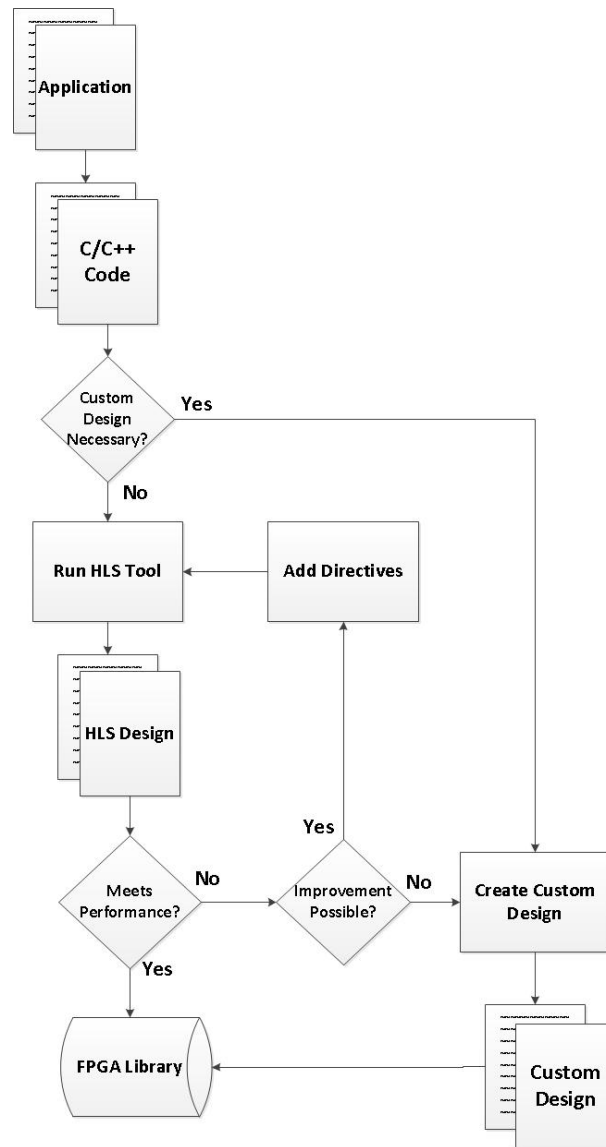 Application
C/C++
Code
Custom
Design
Necessary?
Yes
No
Run HLS Tool
Add Directives
HLS Design
Yes
Meets
Performance?
No
Improvement
Possible?
No
Create Custom
Design
Yes
FPGA Library
Custom
Design